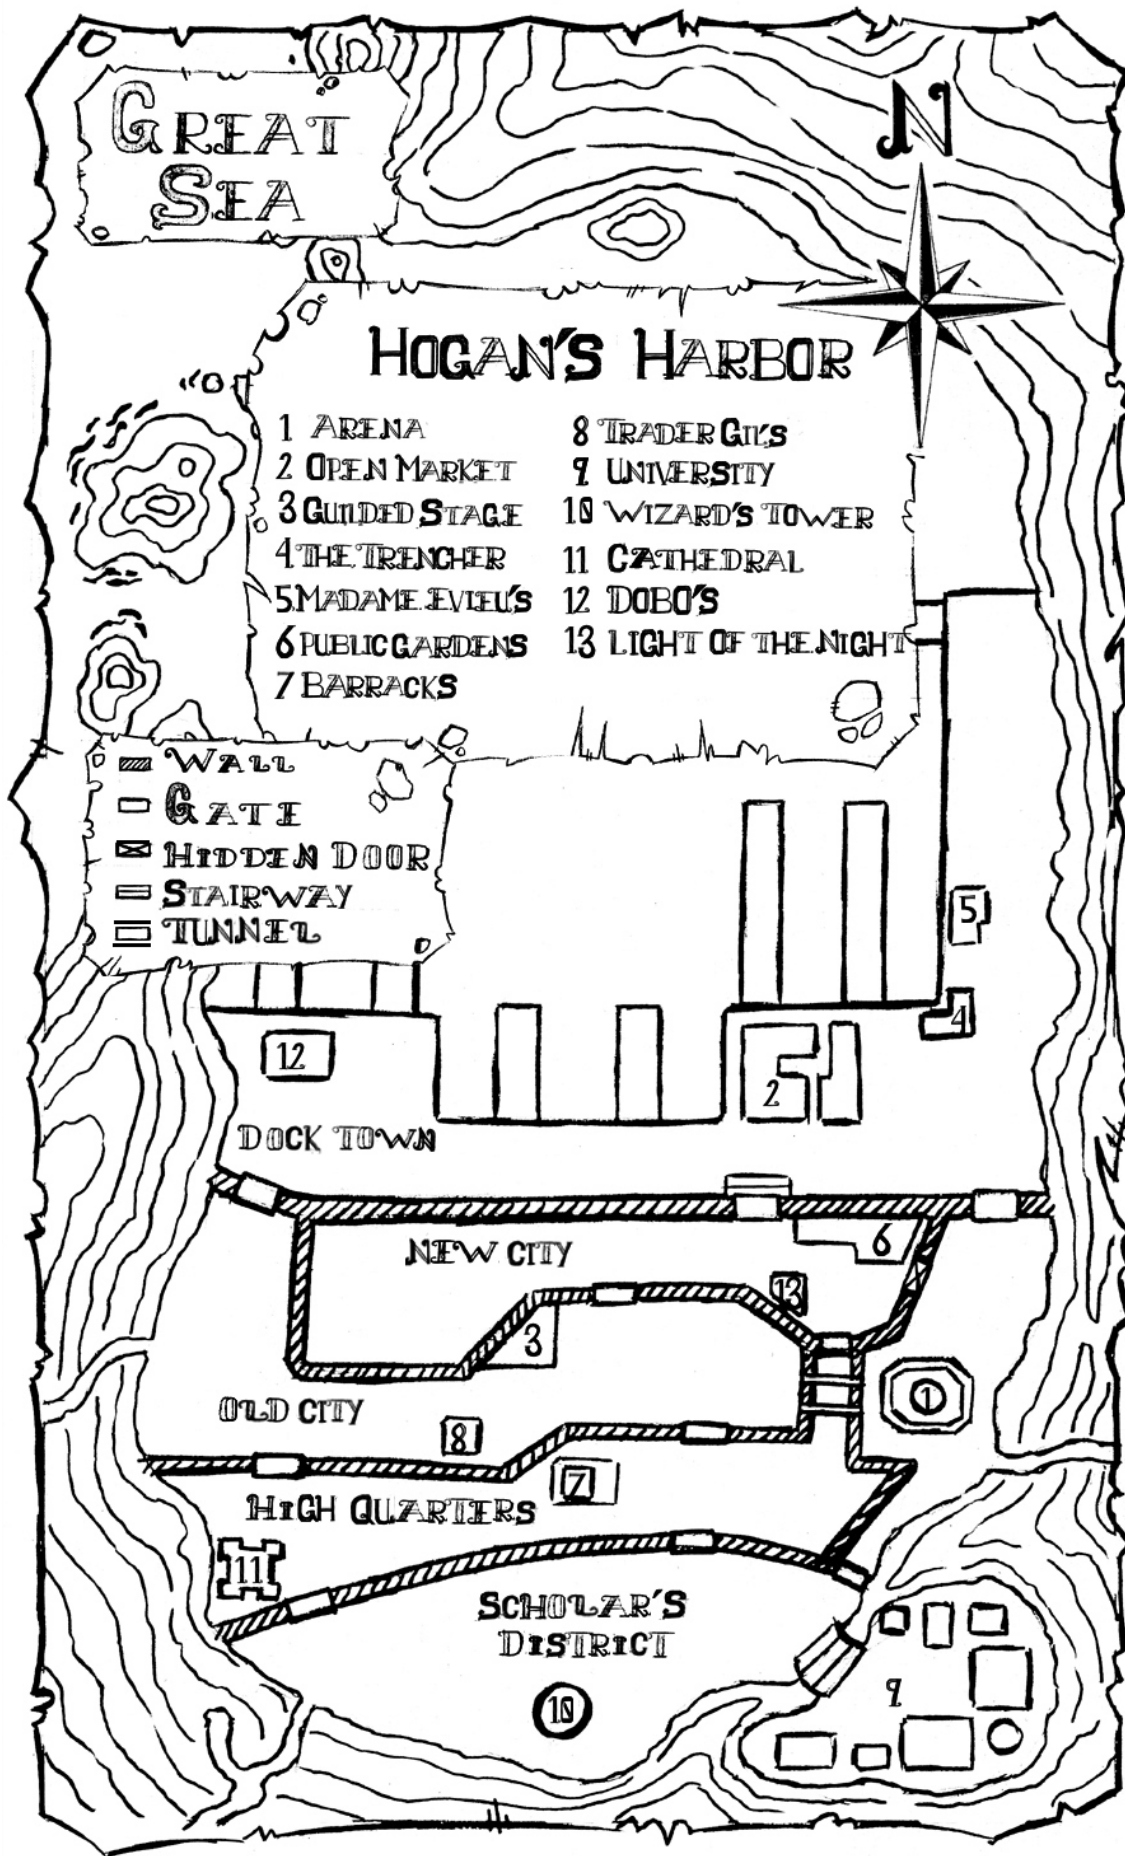 GREAT
SEA
N
HOGAN'S HARBOR
1 ARENA
2 OPEN MARKET
3 GUILDED STAGE
4 THE TRENCHER
5 MADAME EVIEU'S
6 PUBLIC GARDENS
7 BARRACKS
8 TRADER GIL'S
9 UNIVERSITY
10 WIZARD'S TOWER
11 CATHEDRAL
12 DOBO'S
13 LIGHT OF THE NIGHT
WALL
GATE
HIDDEN DOOR
STAIRWAY
TUNNEL
5
4
12
2
DOCK TOWN
NEW CITY
6
13
3
OLD CITY
1
8
7
HIGH QUARTERS
11
SCHOLAR'S
DISTRICT
9
10